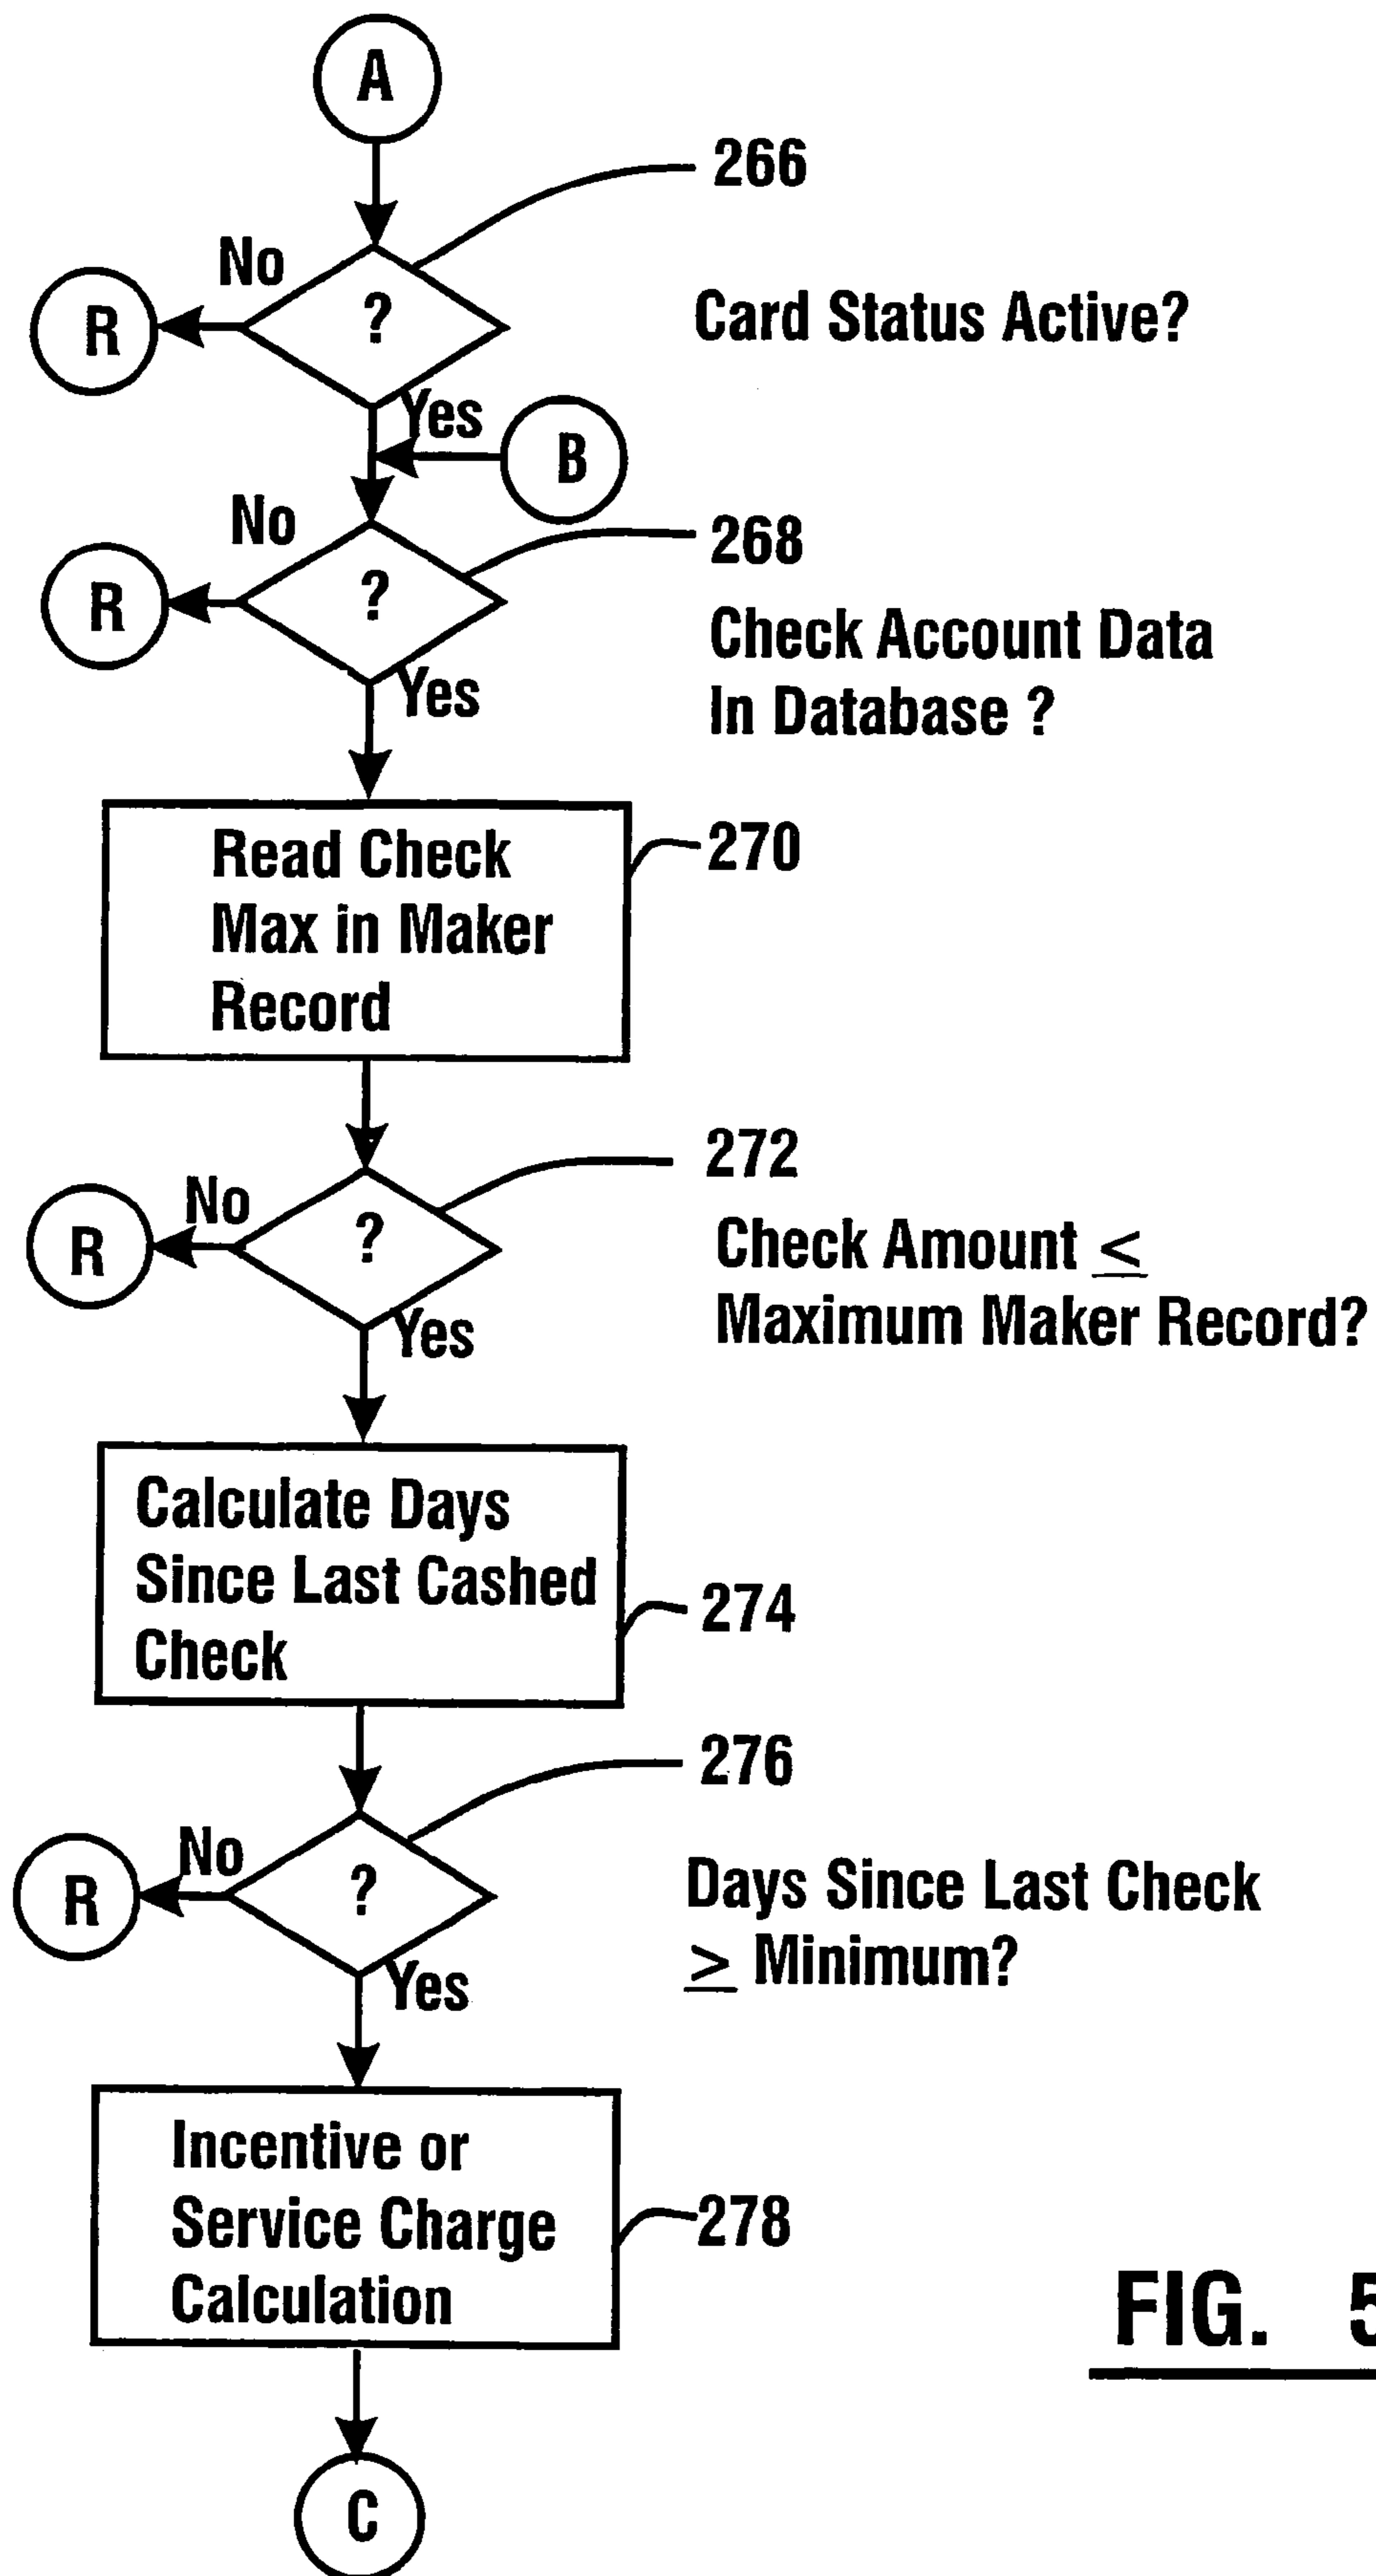 A
266
No
?
R
Card Status Active?
Yes
B
No
268
?
R
Check Account Data
In Database ?
Yes
Read Check
Max in Maker
Record
270
272
No
?
R
Check Amount ≤
Maximum Maker Record?
Yes
Calculate Days
Since Last Cashed
Check
274
276
No
?
R
Days Since Last Check
≥ Minimum?
Yes
Incentive or
Service Charge
Calculation
278
FIG. 5
C